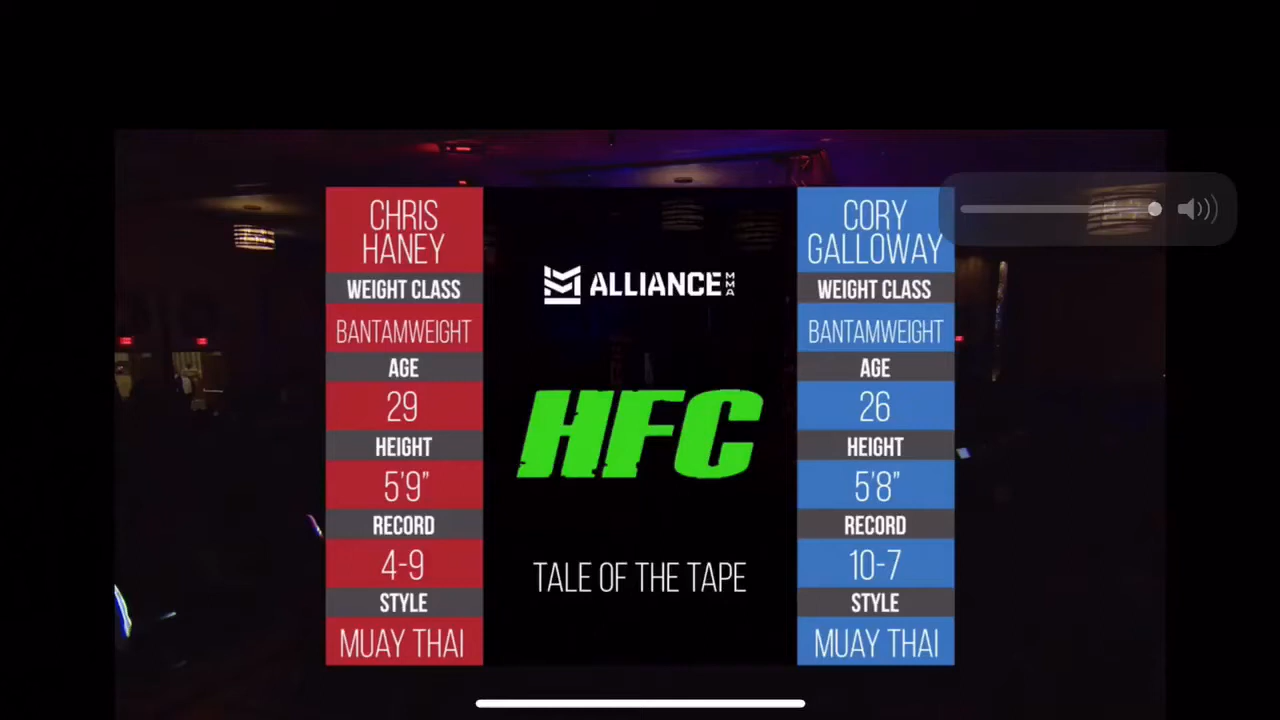 CHRIS
HANEY
WEIGHT CLASS
BANTAMWEIGHT
AGE
29
HEIGHT
5'9"
RECORD
4-9
STYLE
MUAY THAI
ALLIANCE MMA
HFC
TALE OF THE TAPE
CORY
GALLOWAY
WEIGHT CLASS
BANTAMWEIGHT
AGE
26
HEIGHT
5'8"
RECORD
10-7
STYLE
MUAY THAI